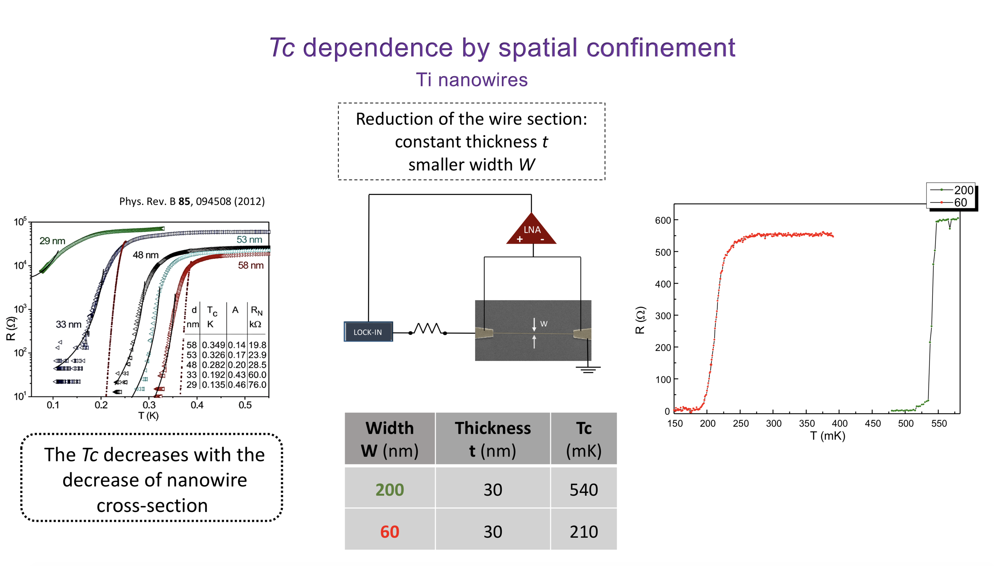 Tc dependence by spatial confinement
Ti nanowires
Reduction of the wire section:
constant thickness t
smaller width W
Phys. Rev. B 85, 094508 (2012)
10^5
10^4
10^3
10^2
10^1
R (Ω)
29 nm
53 nm
48 nm
58 nm
33 nm
d T_C A R_N
nm K kΩ
58 0.349 0.14 19.8
53 0.326 0.17 23.9
48 0.282 0.20 28.5
33 0.192 0.43 60.0
29 0.135 0.46 76.0
0.1 0.2 0.3 0.4 0.5
T (K)
The Tc decreases with the
decrease of nanowire
cross-section
LNA
+ -
LOCK-IN
W
Width Thickness Tc
W (nm) t (nm) (mK)
200 30 540
60 30 210
200
60
600
500
400
300
200
100
0
R (Ω)
150 200 250 300 350 400 450 500 550
T (mK)